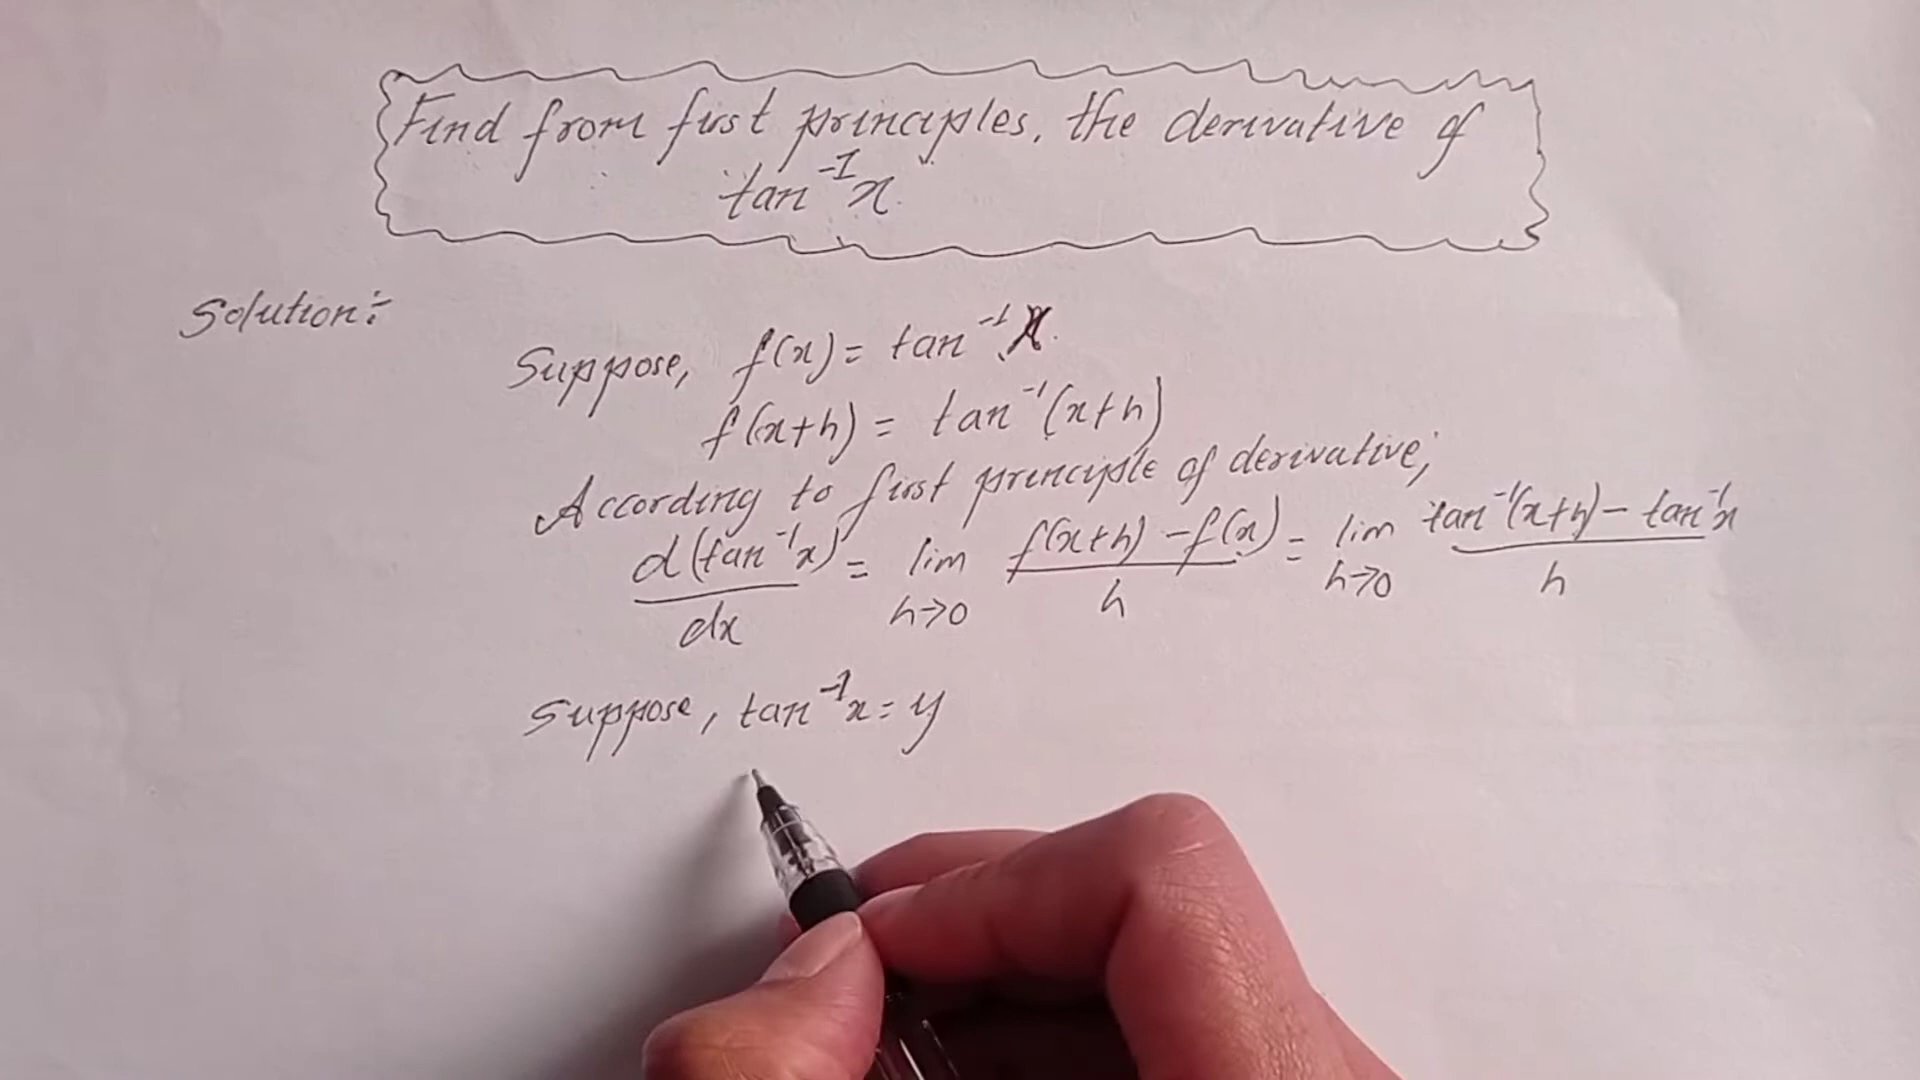 Find from first principles, the derivative of
tan⁻¹x.
Solution:-
Suppose, f(x) = tan⁻¹x.
f(x+h) = tan⁻¹(x+h)
According to first principle of derivative;
d(tan⁻¹x)/dx = lim h→0 f(x+h) - f(x)/h = lim h→0 tan⁻¹(x+h) - tan⁻¹x/h
Suppose, tan⁻¹x = y